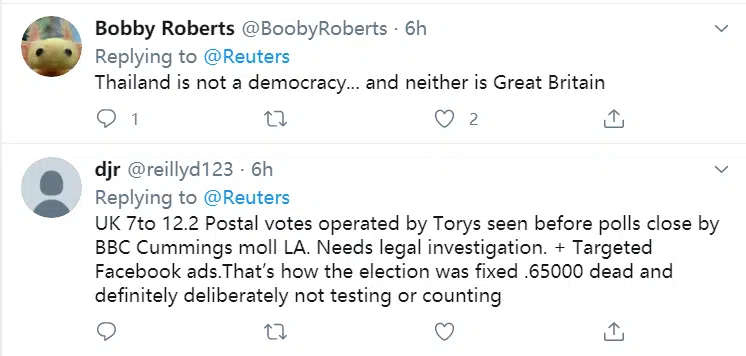 Bobby Roberts @BoobyRoberts · 6h
Replying to @Reuters
Thailand is not a democracy... and neither is Great Britain
1 2
djr @reillyd123 · 6h
Replying to @Reuters
UK 7to 12.2 Postal votes operated by Torys seen before polls close by
BBC Cummings moll LA. Needs legal investigation. + Targeted
Facebook ads.That's how the election was fixed .65000 dead and
definitely deliberately not testing or counting